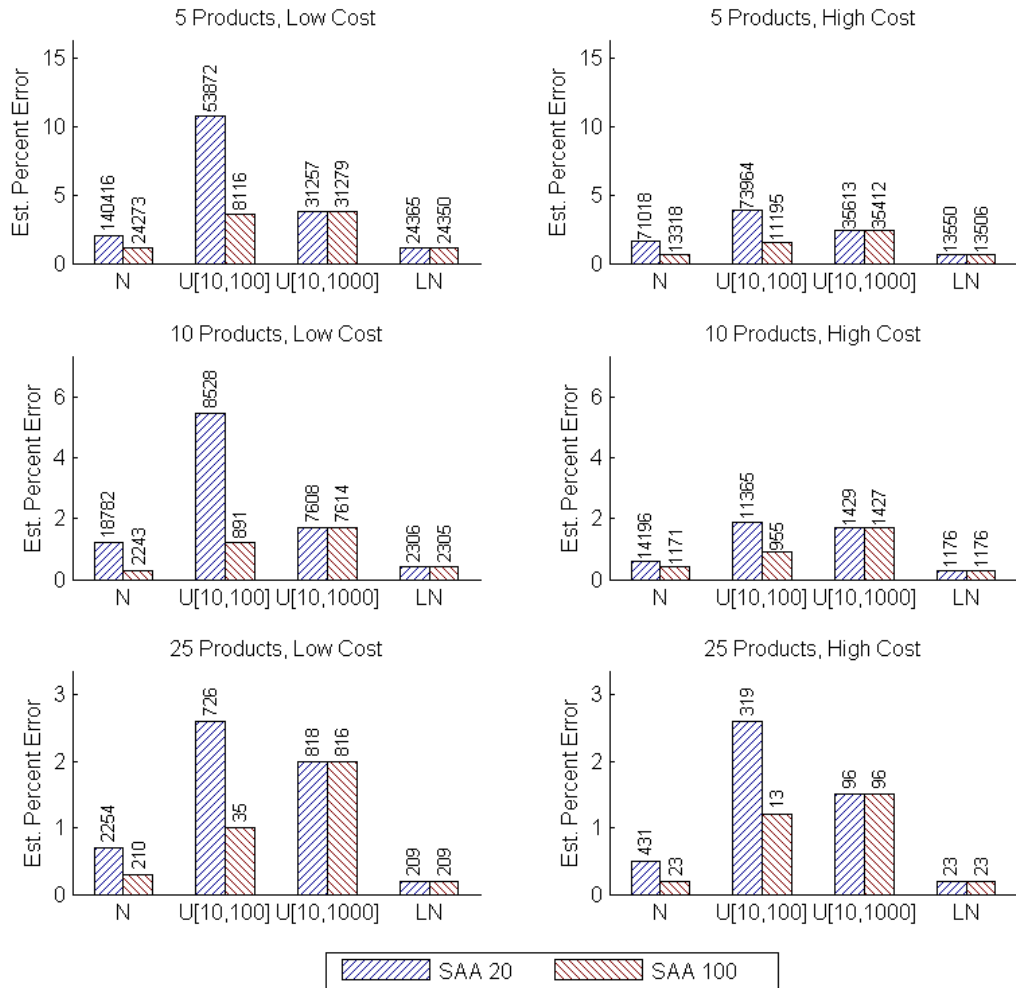 5 Products, Low Cost
Est. Percent Error
15
10
5
0
140416
24273
53872
8116
31257
31279
24365
24350
N
U[10,100]
U[10,1000]
LN
5 Products, High Cost
Est. Percent Error
15
10
5
0
71018
13318
73964
11195
35613
35412
13550
13506
N
U[10,100]
U[10,1000]
LN
10 Products, Low Cost
Est. Percent Error
6
4
2
0
18782
2243
8528
891
7608
7614
2306
2305
N
U[10,100]
U[10,1000]
LN
10 Products, High Cost
Est. Percent Error
6
4
2
0
14196
1171
11365
955
1429
1427
1176
1176
N
U[10,100]
U[10,1000]
LN
25 Products, Low Cost
Est. Percent Error
3
2
1
0
2254
210
726
35
818
816
209
209
N
U[10,100]
U[10,1000]
LN
25 Products, High Cost
Est. Percent Error
3
2
1
0
431
23
319
13
96
96
23
23
N
U[10,100]
U[10,1000]
LN
SAA 20
SAA 100